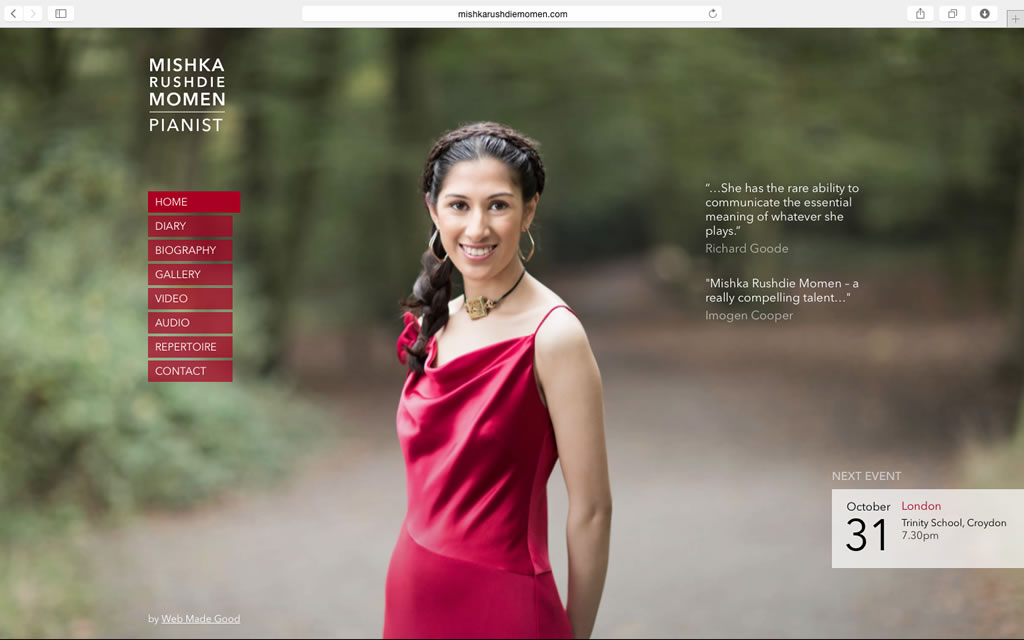 mishkarushdiemomen.com
MISHKA
RUSHDIE
MOMEN
PIANIST
HOME
DIARY
BIOGRAPHY
GALLERY
VIDEO
AUDIO
REPERTOIRE
CONTACT
“…She has the rare ability to
communicate the essential
meaning of whatever she
plays.”
Richard Goode
"Mishka Rushdie Momen – a
really compelling talent…"
Imogen Cooper
NEXT EVENT
October
31
London
Trinity School, Croydon
7.30pm
by Web Made Good